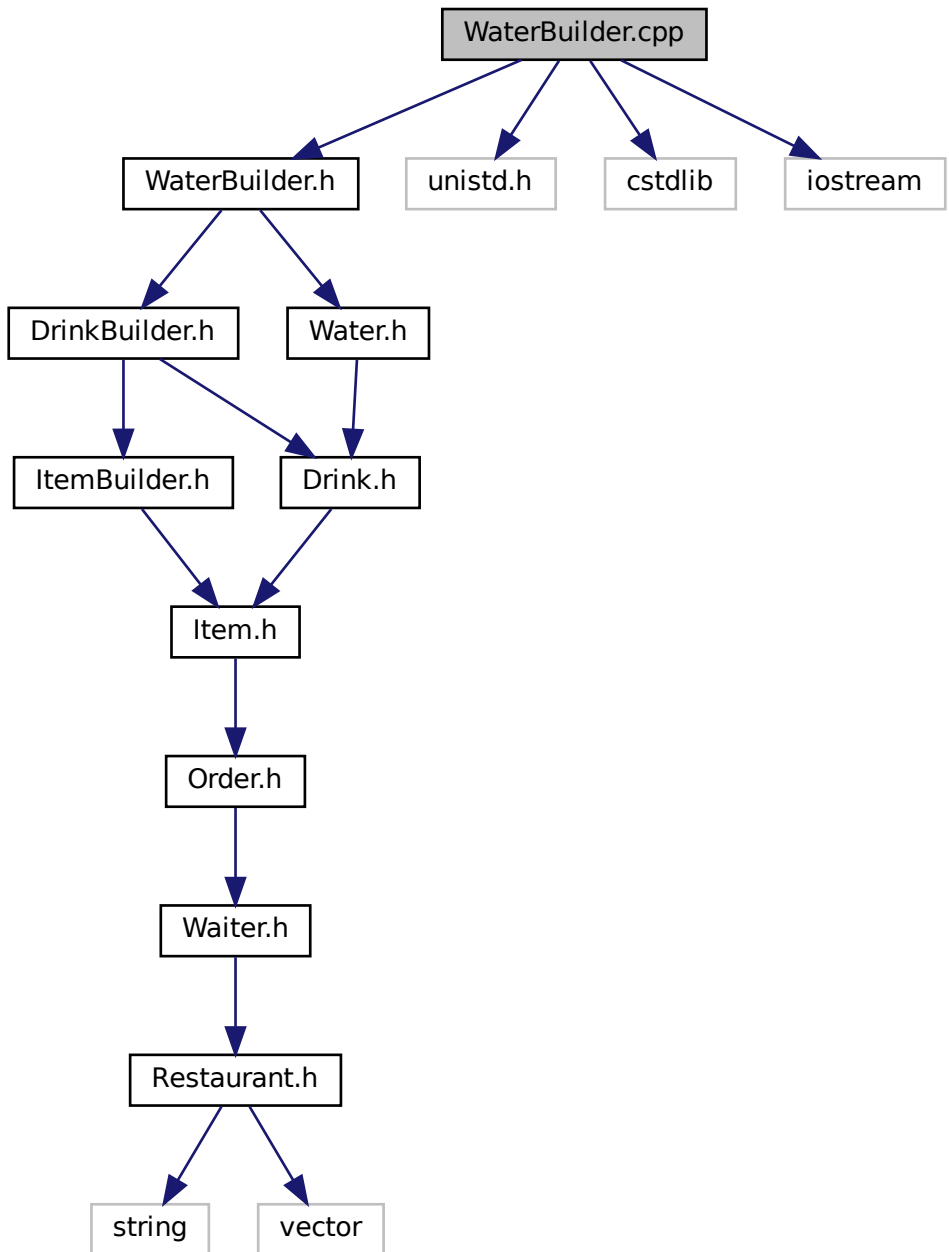 WaterBuilder.cpp
WaterBuilder.h
unistd.h
cstdlib
iostream
DrinkBuilder.h
Water.h
ItemBuilder.h
Drink.h
Item.h
Order.h
Waiter.h
Restaurant.h
string
vector